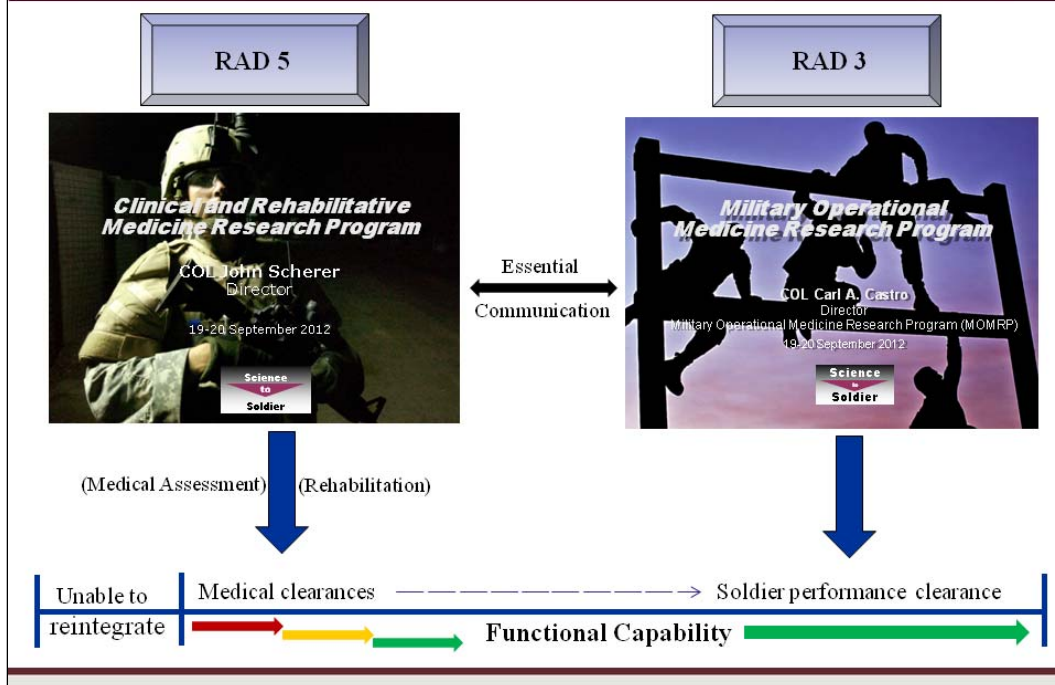 RAD 5
RAD 3
Clinical and Rehabilitative
Medicine Research Program
COL John Scherer
Director
19-20 September 2012
Science
to
Soldier
Essential
Communication
Military Operational
Medicine Research Program
COL Carl A. Castro
Director
Military Operational Medicine Research Program (MOMRP)
19-20 September 2012
Science
to
Soldier
(Medical Assessment)
(Rehabilitation)
Unable to
reintegrate
Medical clearances
Soldier performance clearance
Functional Capability